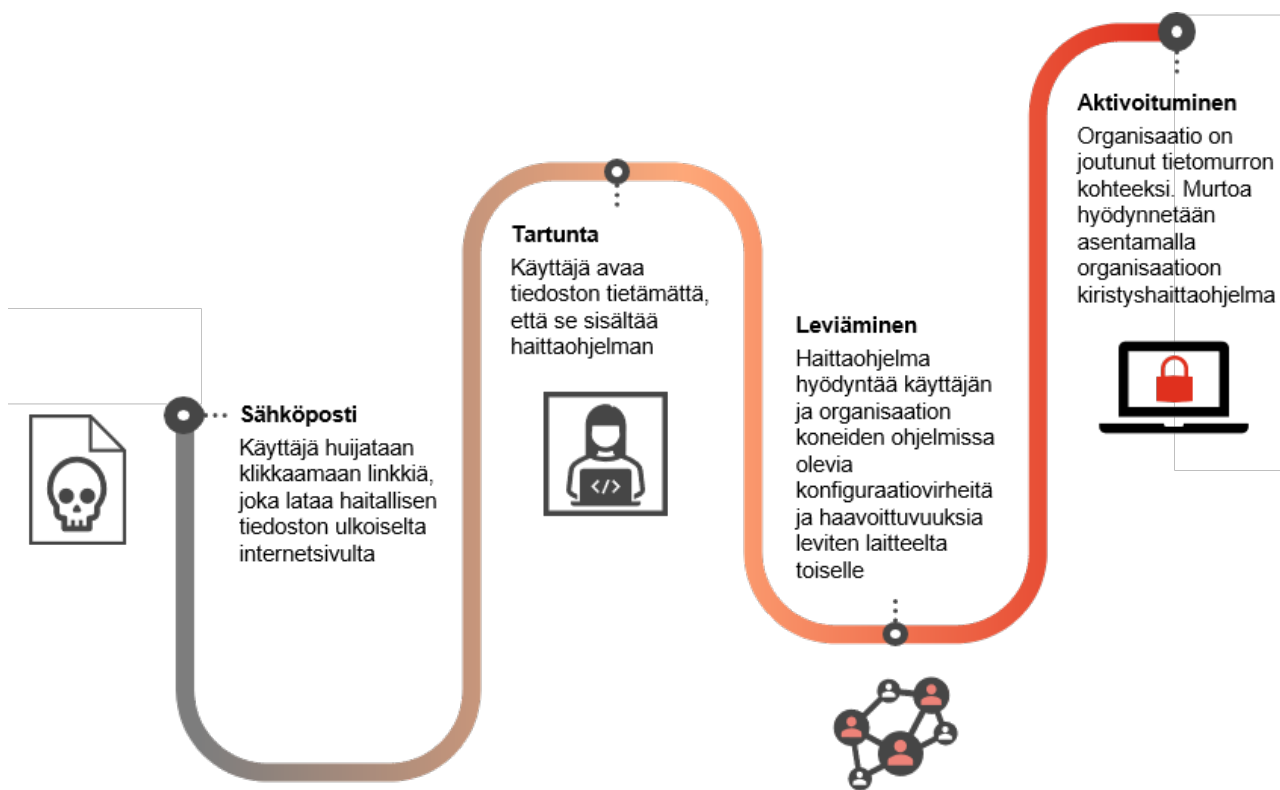 Sähköposti
Käyttäjä huijataan
klikkaamaan linkkiä,
joka lataa haitallisen
tiedoston ulkoiselta
internetsivulta
Tartunta
Käyttäjä avaa
tiedoston tietämättä,
että se sisältää
haittaohjelman
</>
Leviäminen
Haittaohjelma
hyödyntää käyttäjän
ja organisaation
koneiden ohjelmissa
olevia
konfiguraatiovirheitä
ja haavoittuvuuksia
leviten laitteelta
toiselle
Aktivoituminen
Organisaatio on
joutunut tietomurron
kohteeksi. Murtoa
hyödynnetään
asentamalla
organisaatioon
kiristyshaittaohjelma